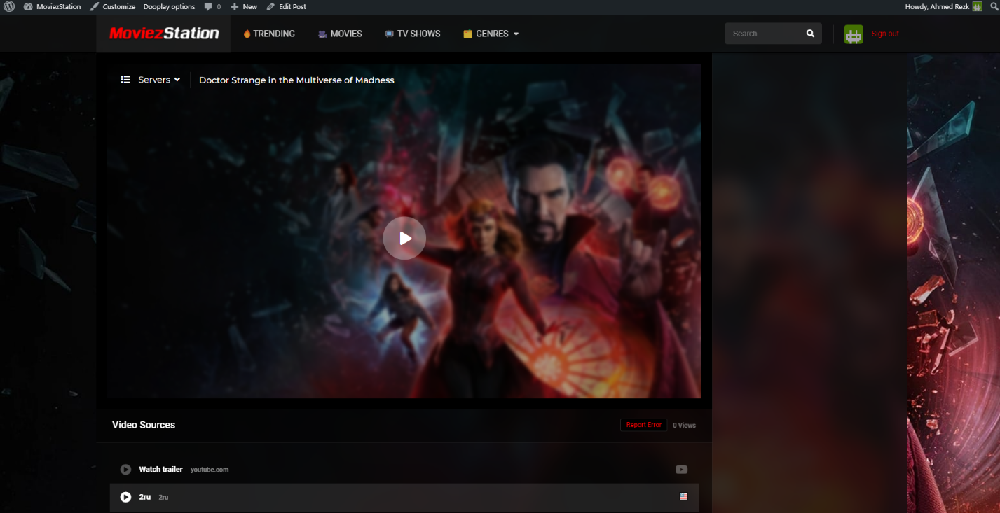 MoviezStation Customize Dooplay options 0 New Edit Post Howdy, Ahmed Rezk
MoviezStation TRENDING MOVIES TV SHOWS GENRES Search... Sign out
Servers Doctor Strange in the Multiverse of Madness
Video Sources Report Error 0 Views
Watch trailer youtube.com
2ru 2ru